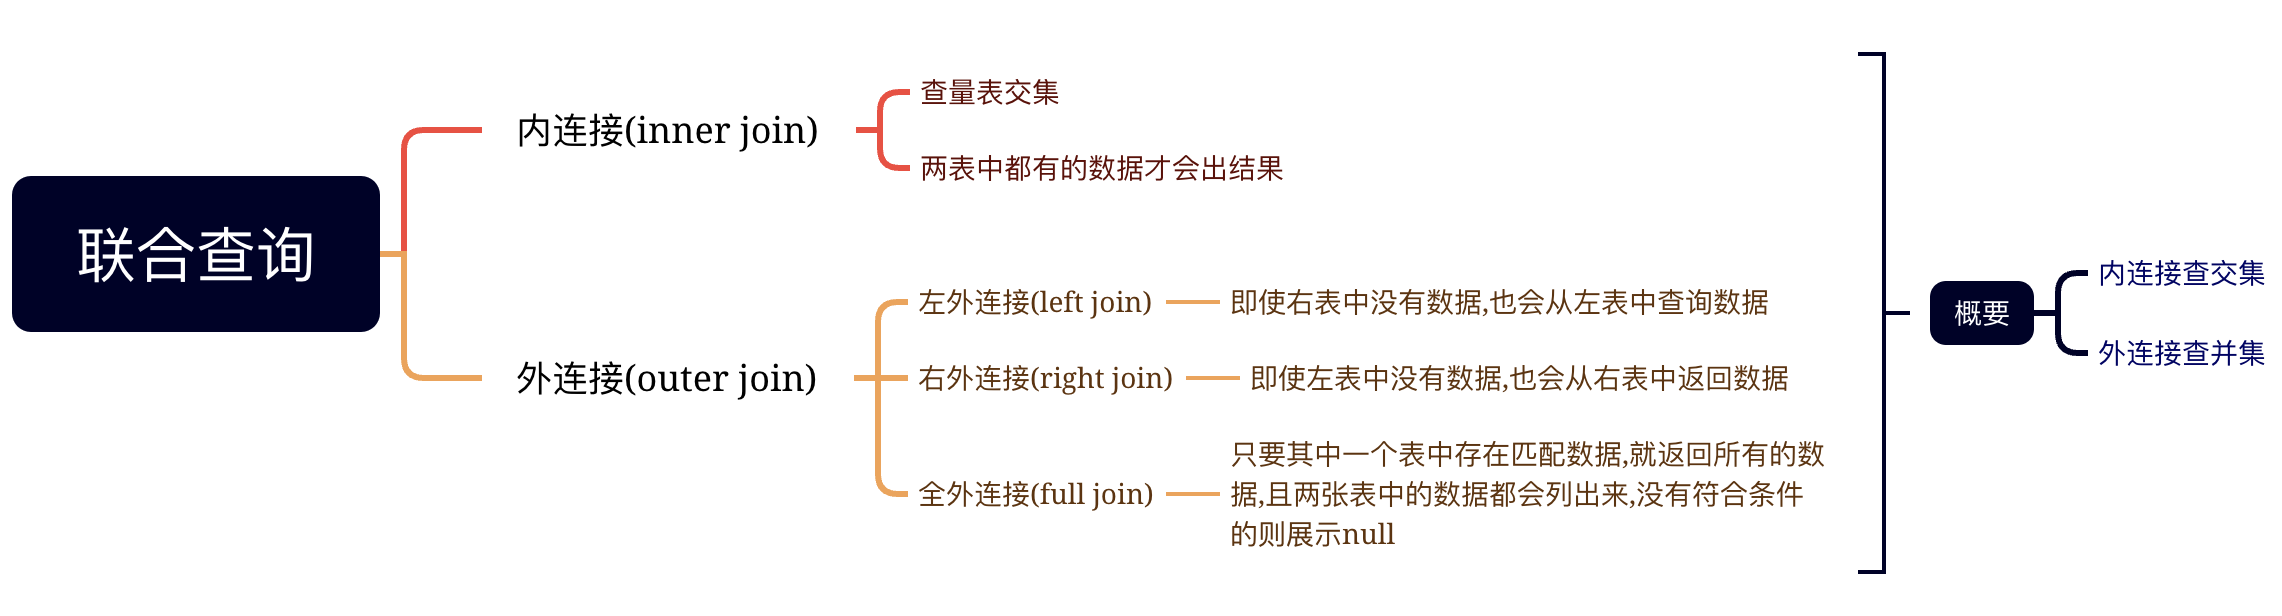 联合查询
内连接(inner join)
查量表交集
两表中都有的数据才会出结果
外连接(outer join)
左外连接(left join)
即使右表中没有数据,也会从左表中查询数据
右外连接(right join)
即使左表中没有数据,也会从右表中返回数据
全外连接(full join)
只要其中一个表中存在匹配数据,就返回所有的数
据,且两张表中的数据都会列出来,没有符合条件
的则展示null
概要
内连接查交集
外连接查并集